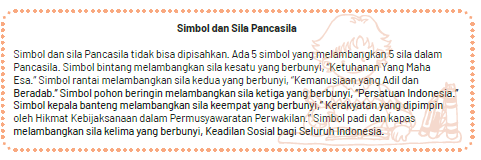 Simbol dan Sila Pancasila
Simbol dan sila Pancasila tidak bisa dipisahkan. Ada 5 simbol yang melambangkan 5 sila dalam
Pancasila. Simbol bintang melambangkan sila kesatu yang berbunyi, “Ketuhanan Yang Maha
Esa.” Simbol rantai melambangkan sila kedua yang berbunyi, “Kemanusiaan yang Adil dan
Beradab.” Simbol pohon beringin melambangkan sila ketiga yang berbunyi, “Persatuan Indonesia.”
Simbol kepala banteng melambangkan sila keempat yang berbunyi,” Kerakyatan yang dipimpin
oleh Hikmat Kebijaksanaan dalam Permusyawaratan Perwakilan.” Simbol padi dan kapas
melambangkan sila kelima yang berbunyi, Keadilan Sosial bagi Seluruh Indonesia.